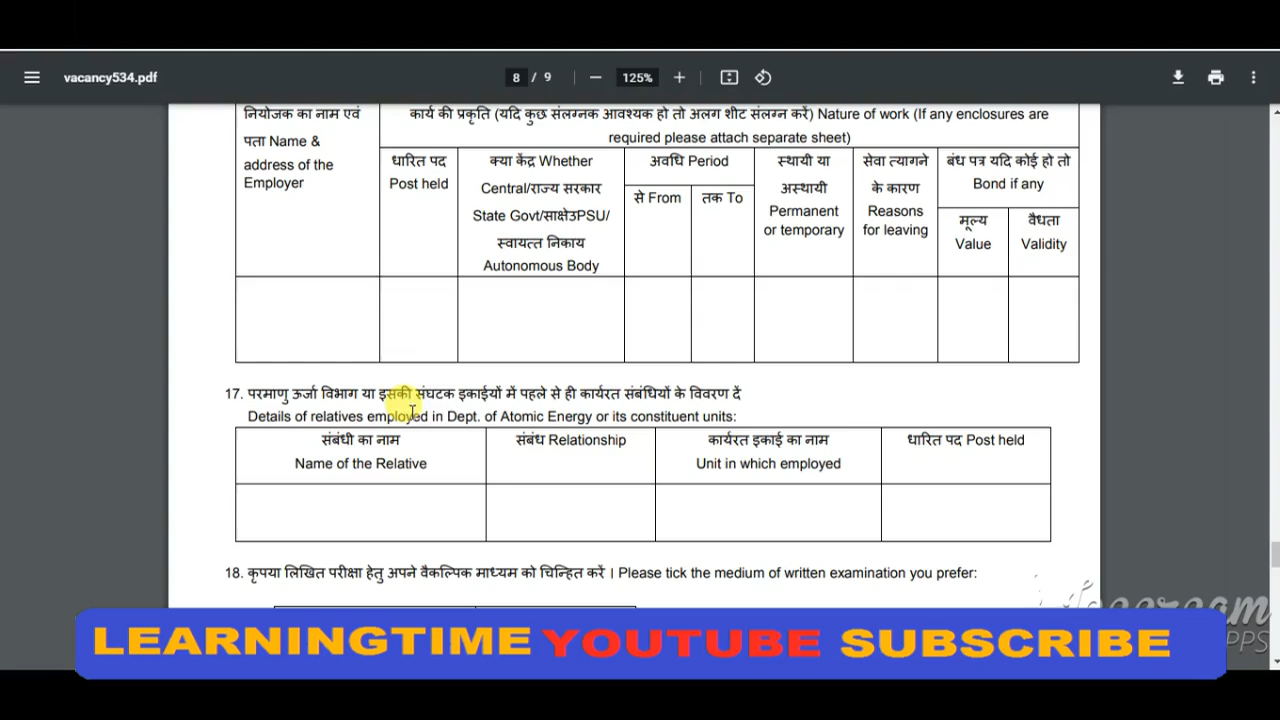 vacancy534.pdf
8 / 9
125%
नियोजक का नाम एवं
पता Name &
address of the
Employer
कार्य की प्रकृति (यदि कुछ संलग्नक आवश्यक हो तो अलग शीट संलग्न करें) Nature of work (If any enclosures are
required please attach separate sheet)
धारित पद
Post held
क्या केंद्र Whether
Central/राज्य सरकार
State Govt/साक्षेउPSU/
स्वायत्त निकाय
Autonomous Body
अवधि Period
से From
तक To
स्थायी या
अस्थायी
Permanent
or temporary
सेवा त्यागने
के कारण
Reasons
for leaving
बंध पत्र यदि कोई हो तो
Bond if any
मूल्य
Value
वैधता
Validity
17. परमाणु ऊर्जा विभाग या इसकी संघटक इकाईयों में पहले से ही कार्यरत संबंधियों के विवरण दें
Details of relatives employed in Dept. of Atomic Energy or its constituent units:
संबंधी का नाम
Name of the Relative
संबंध Relationship
कार्यरत इकाई का नाम
Unit in which employed
धारित पद Post held
18. कृपया लिखित परीक्षा हेतु अपने वैकल्पिक माध्यम को चिन्हित करें । Please tick the medium of written examination you prefer:
LEARNINGTIME YOUTUBE SUBSCRIBE